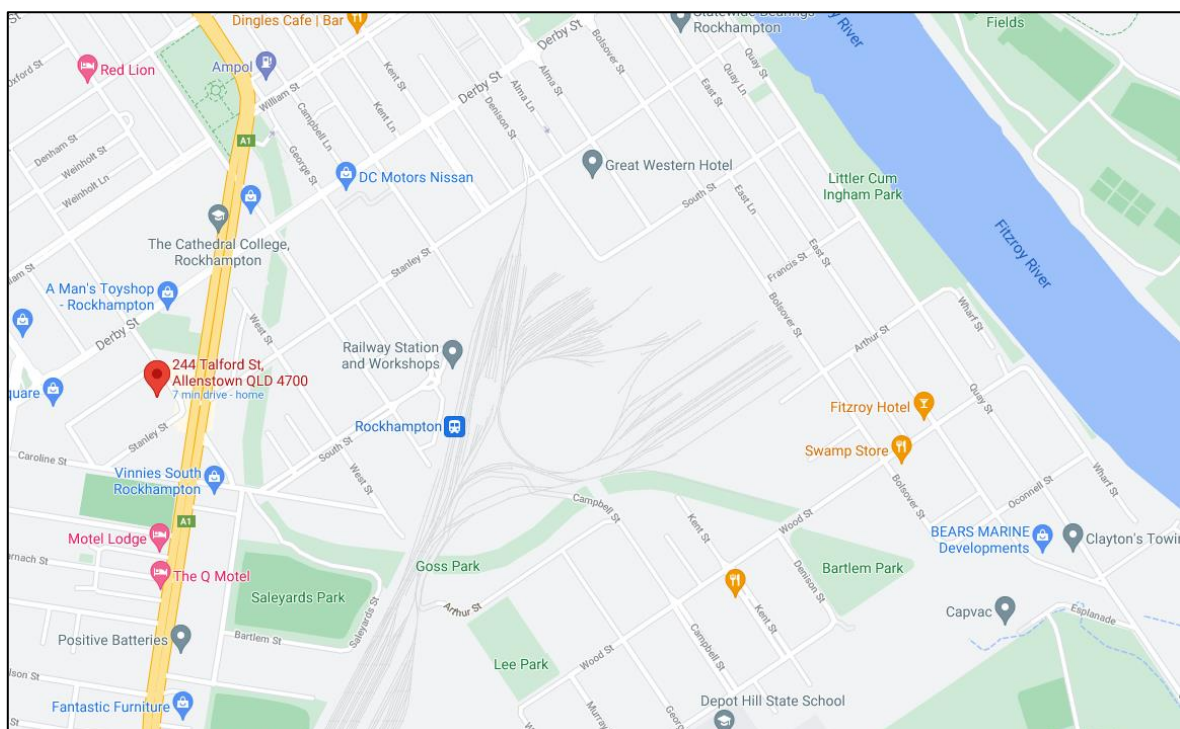 Dingles Cafe | Bar
Rockhampton
Fitzroy River
Fields
Oxford St
Red Lion
Ampol
William St
Kent St
Derby St
Derby St
Bolsover St
Alma St
Alma Ln
Denison St
East St
Quay Ln
Quay St
Campbell Ln
Kent Ln
Denham St
Weinholt St
Weinholt Ln
A1
George St
DC Motors Nissan
Great Western Hotel
South St
East Ln
Littler Cum
Ingham Park
The Cathedral College,
Rockhampton
Stanley St
East St
Francis St
Fitzroy River
A Man's Toyshop
- Rockhampton
Derby St
West St
Bolsover St
Wharf St
Arthur St
Railway Station
and Workshops
244 Talford St,
Allenstown QLD 4700
7 min drive - home
Quay St
Fitzroy Hotel
Rockhampton
Stanley St
South St
Swamp Store
Caroline St
West St
Wharf St
Vinnies South
Rockhampton
Bolsover St
Oconnell St
Campbell St
Wood St
A1
Kent St
Motel Lodge
BEARS MARINE
Developments
Clayton's Towin
Goss Park
Bartlem Park
The Q Motel
Denison St
Saleyards Park
Arthur St
Kent St
Capvac
Esplanade
Saleyards St
Bartlem St
Positive Batteries
Campbell St
Wood St
Lee Park
Depot Hill State School
Fantastic Furniture